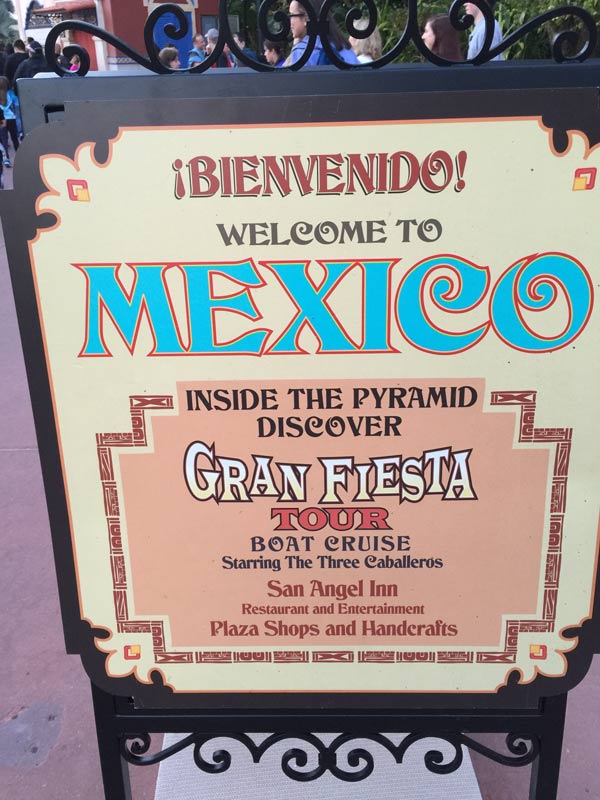 ¡BIENVENIDO!
WELCOME TO
MEXICO
INSIDE THE PYRAMID
DISCOVER
GRAN FIESTA
TOUR
BOAT CRUISE
Starring The Three Caballeros
San Angel Inn
Restaurant and Entertainment
Plaza Shops and Handcrafts